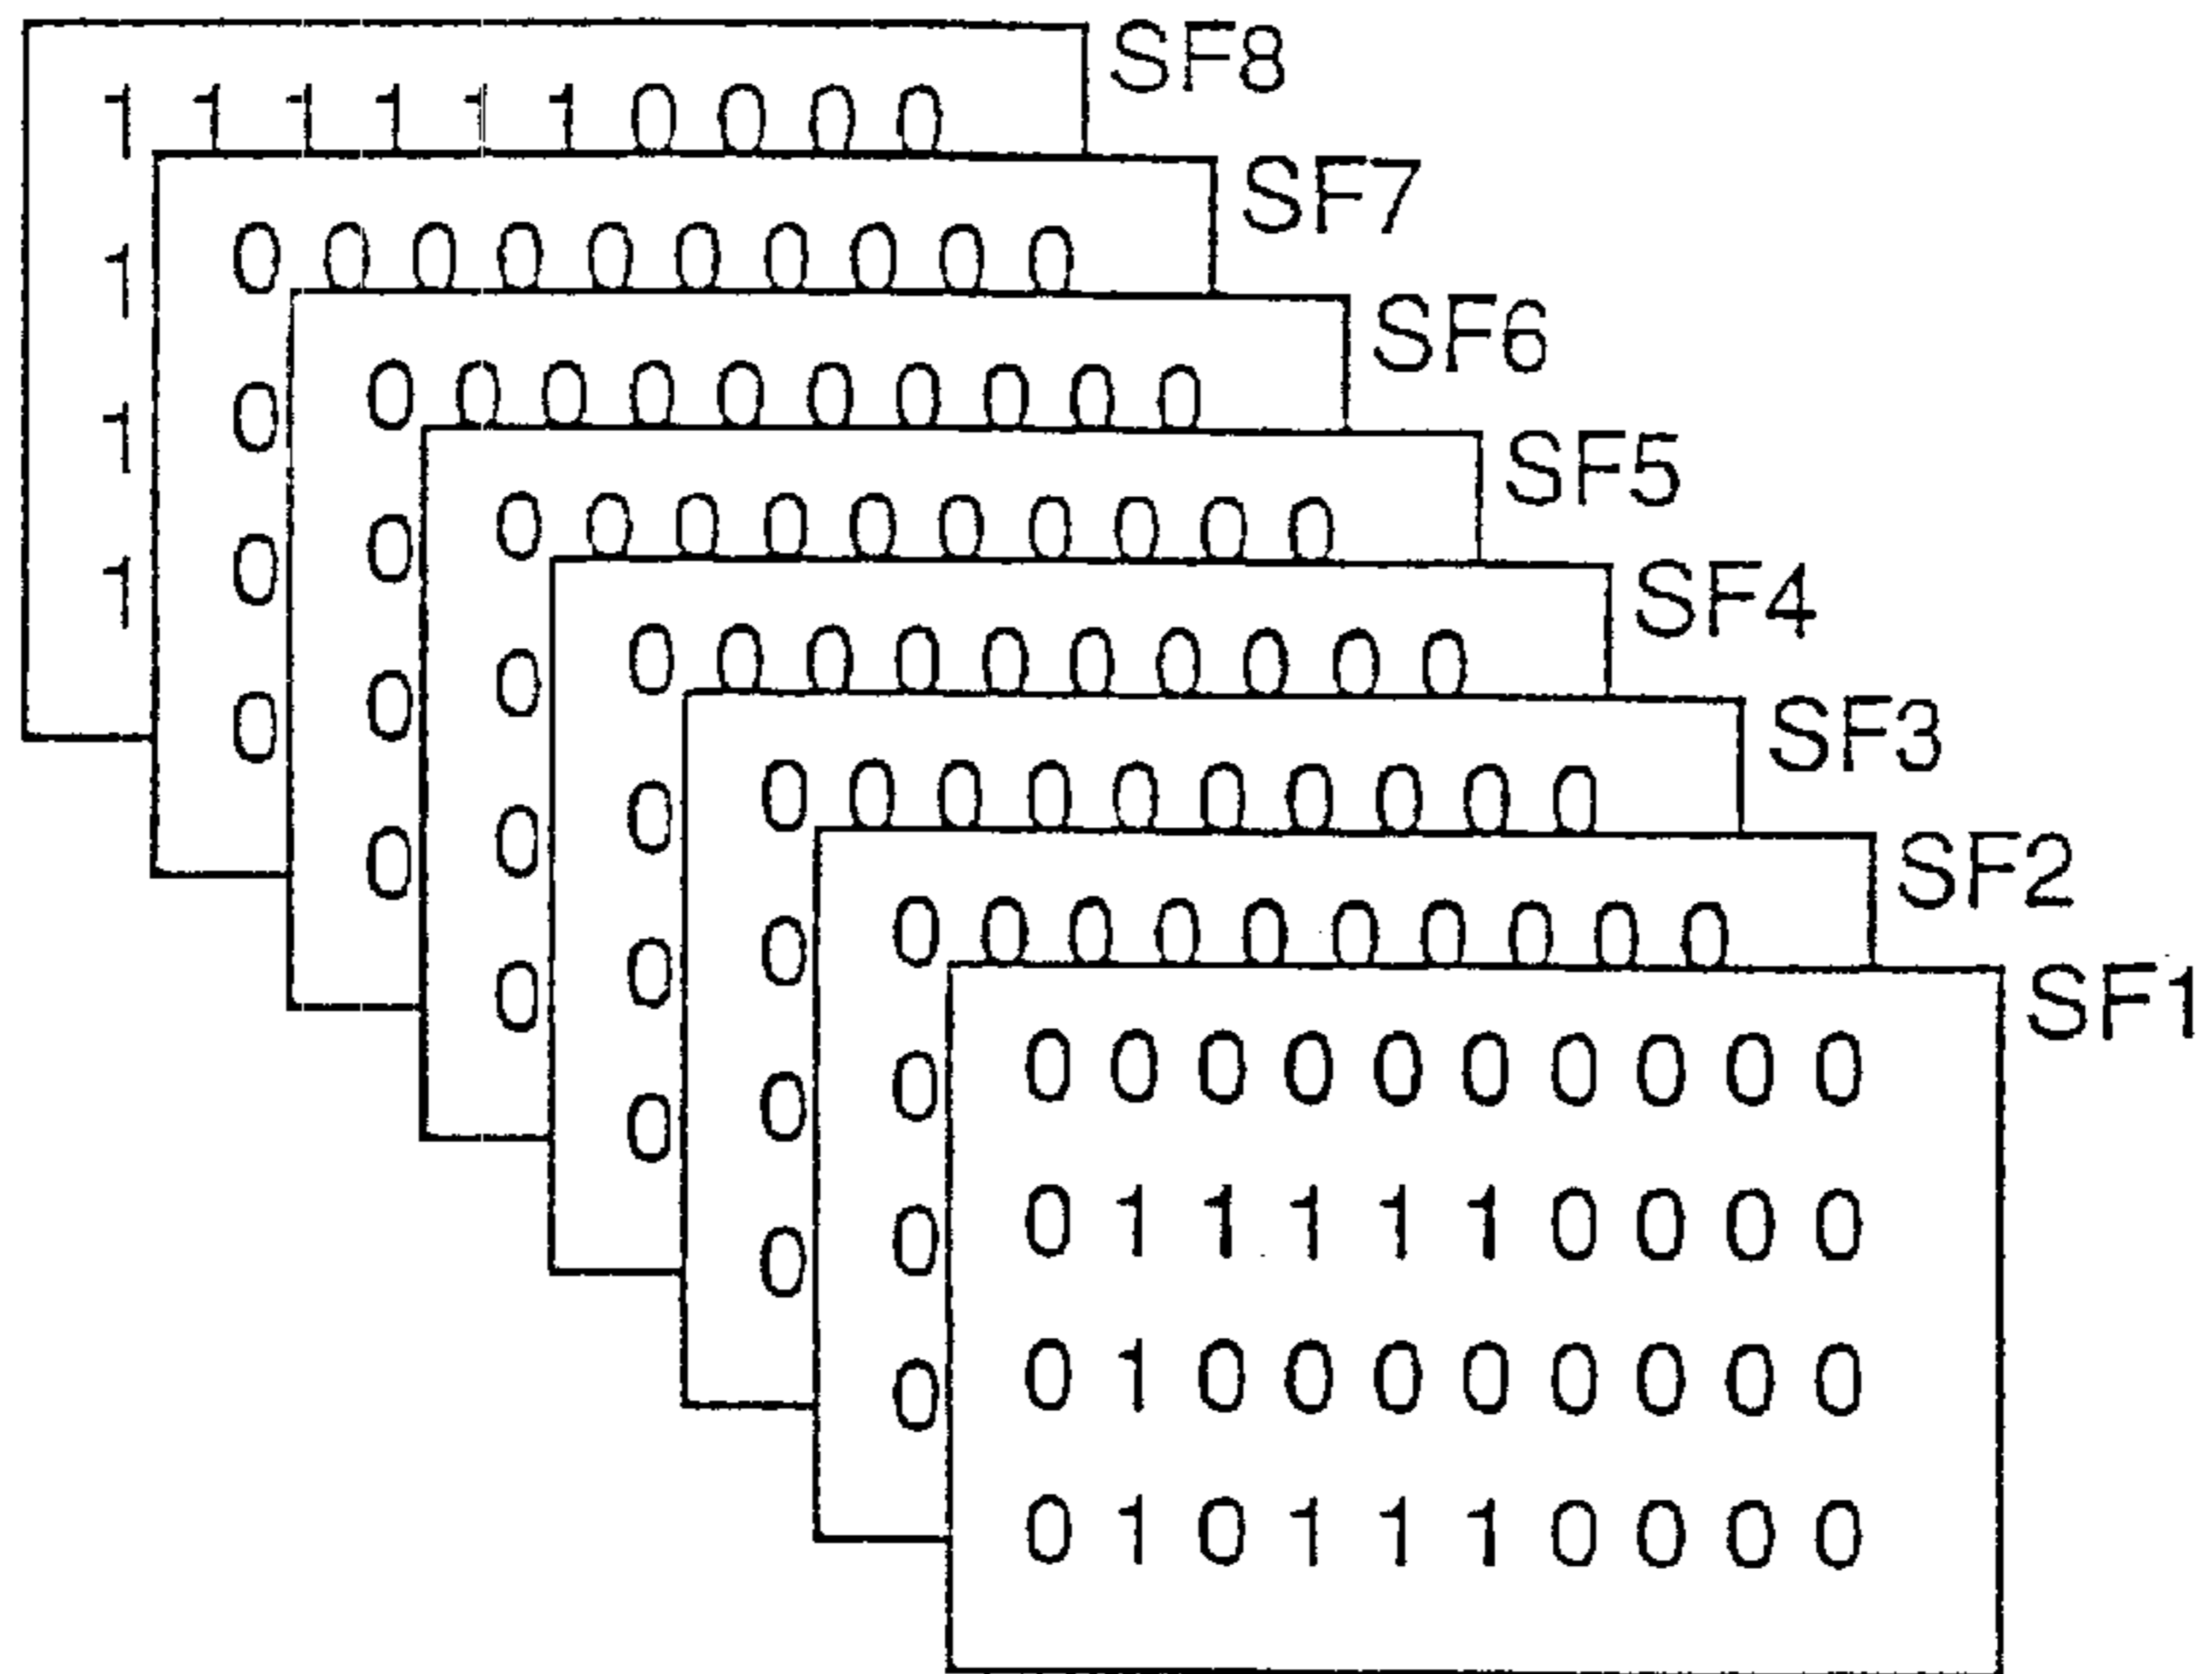 SF8
1 1 1 1 1 1 0 0 0 0
SF7
1 0 0 0 0 0 0 0 0 0 0
SF6
1 0 0 0 0 0 0 0 0 0 0 0
SF5
1 0 0 0 0 0 0 0 0 0 0 0 0
SF4
0 0 0 0 0 0 0 0 0 0 0 0 0
SF3
0 0 0 0 0 0 0 0 0 0 0 0 0
SF2
0 0 0 0 0 0 0 0 0 0 0 0 0
SF1
0 0 0 0 0 0 0 0 0 0 0 0 0
0 0 0 1 1 1 1 1 0 0 0 0
0 1 0 0 0 0 0 0 0 0
0 1 0 1 1 1 0 0 0 0